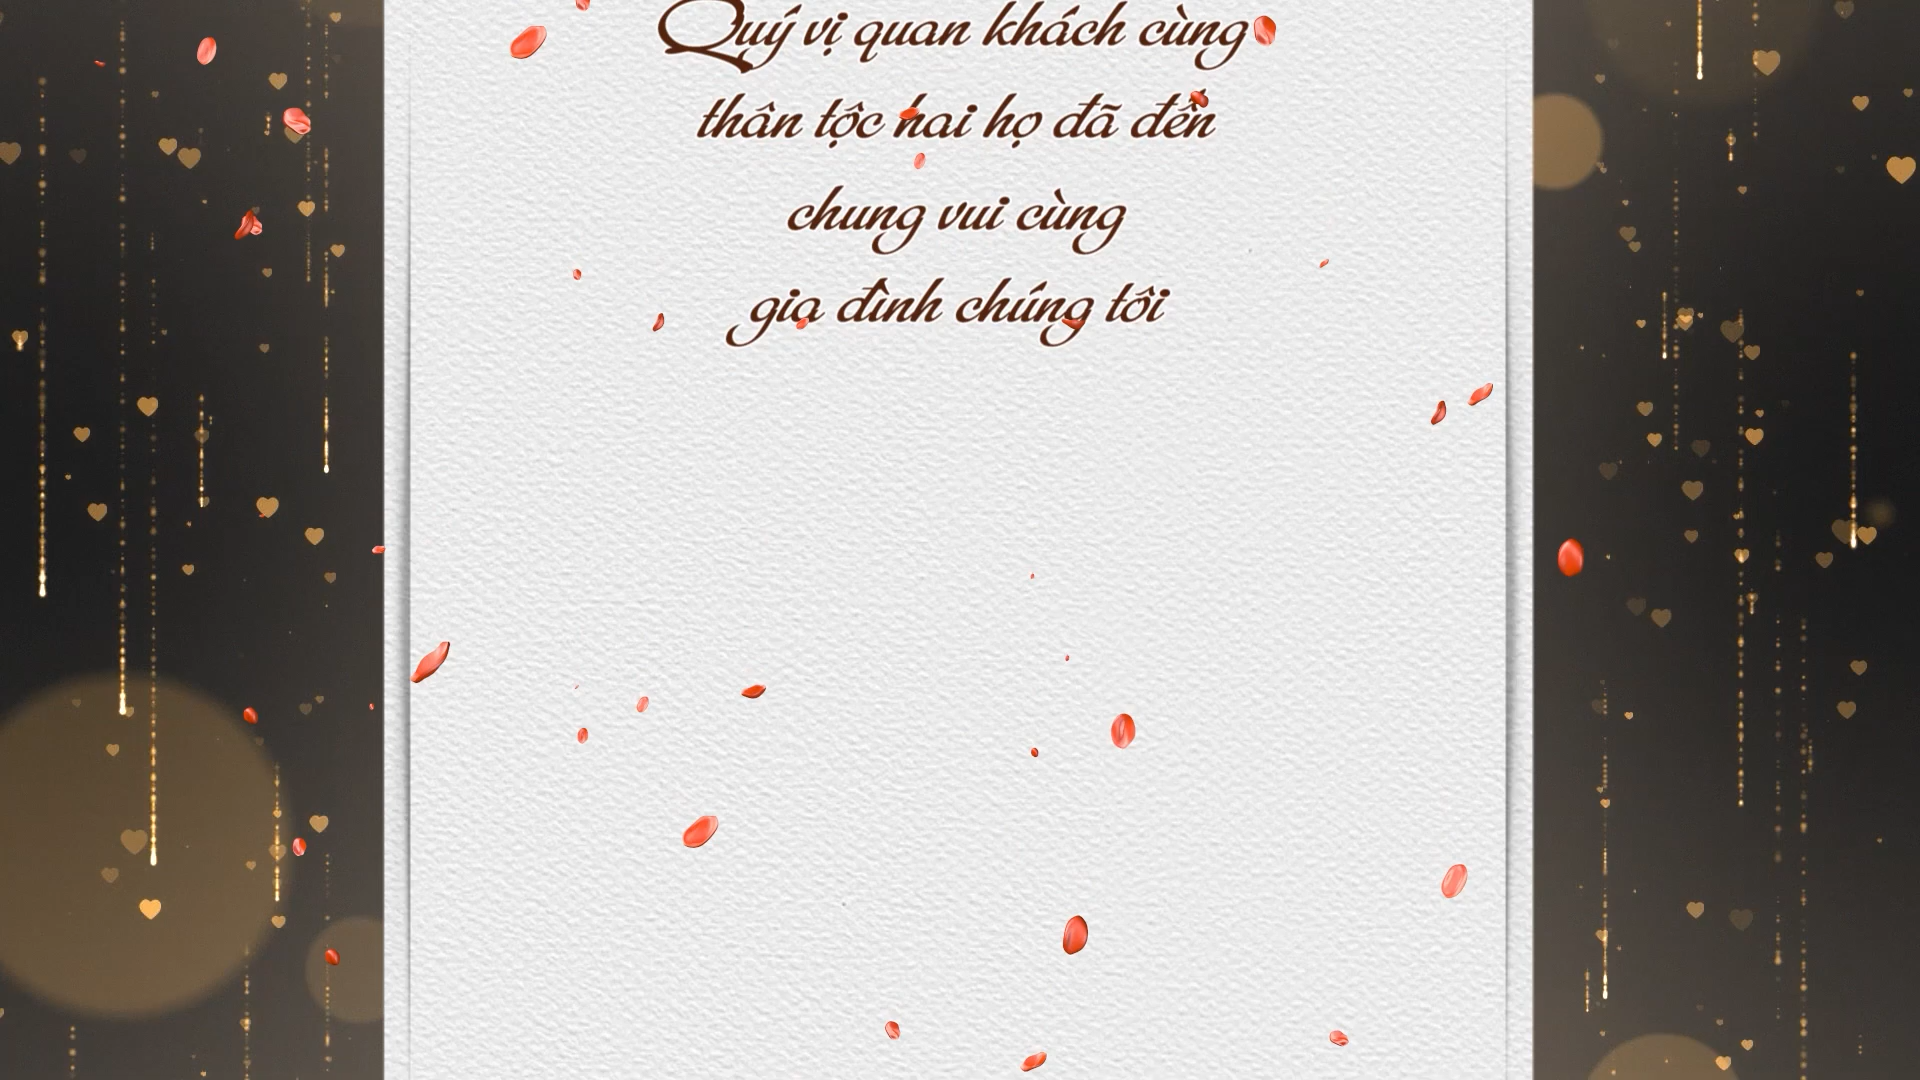 Quý vị quan khách cùng
thân tộc hai họ đã đến
chung vui cùng
gia đình chúng tôi